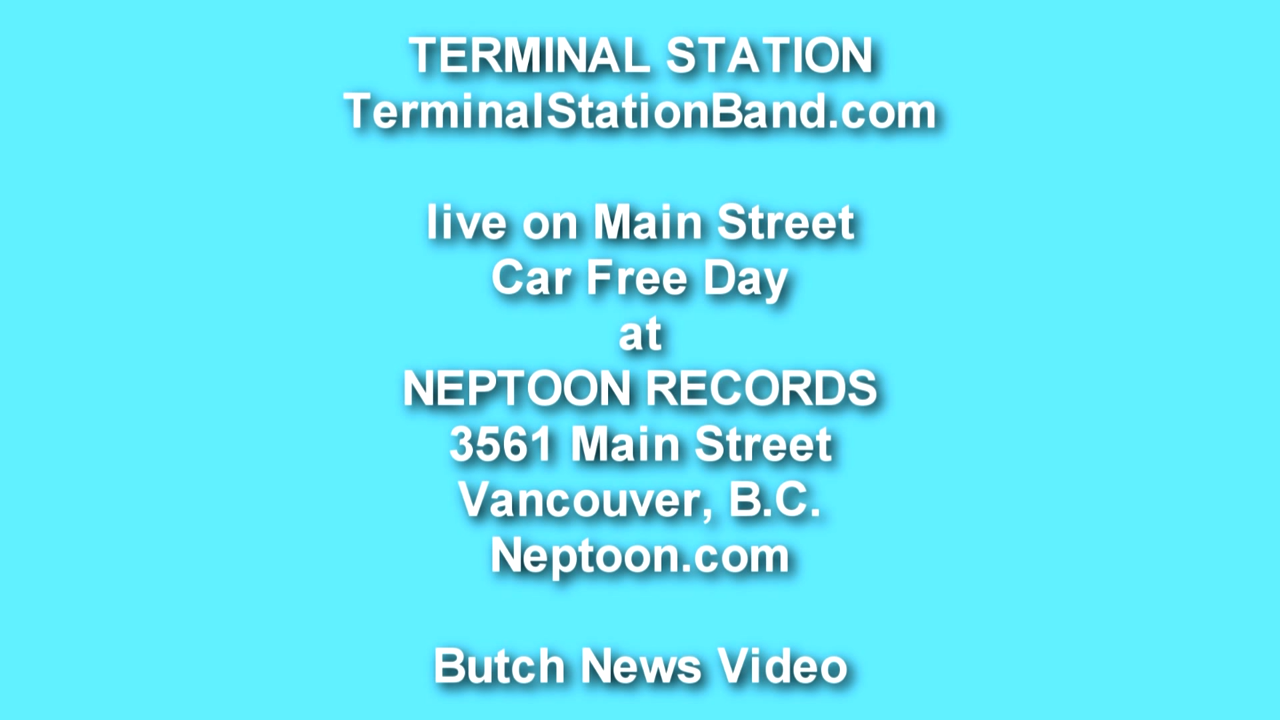 TERMINAL STATION
TerminalStationBand.com
live on Main Street
Car Free Day
at
NEPTOON RECORDS
3561 Main Street
Vancouver, B.C.
Neptoon.com
Butch News Video